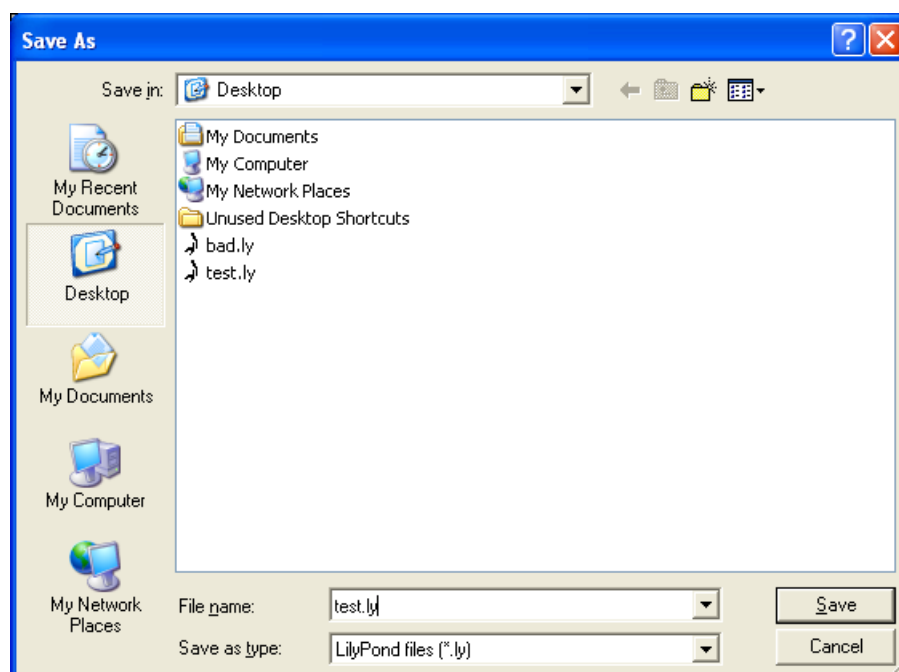 Save As
Save in: Desktop
My Recent
Documents
Desktop
My Documents
My Computer
My Network
Places
My Documents
My Computer
My Network Places
Unused Desktop Shortcuts
bad.ly
test.ly
File name: test.ly Save
Save as type: LilyPond files (*.ly) Cancel